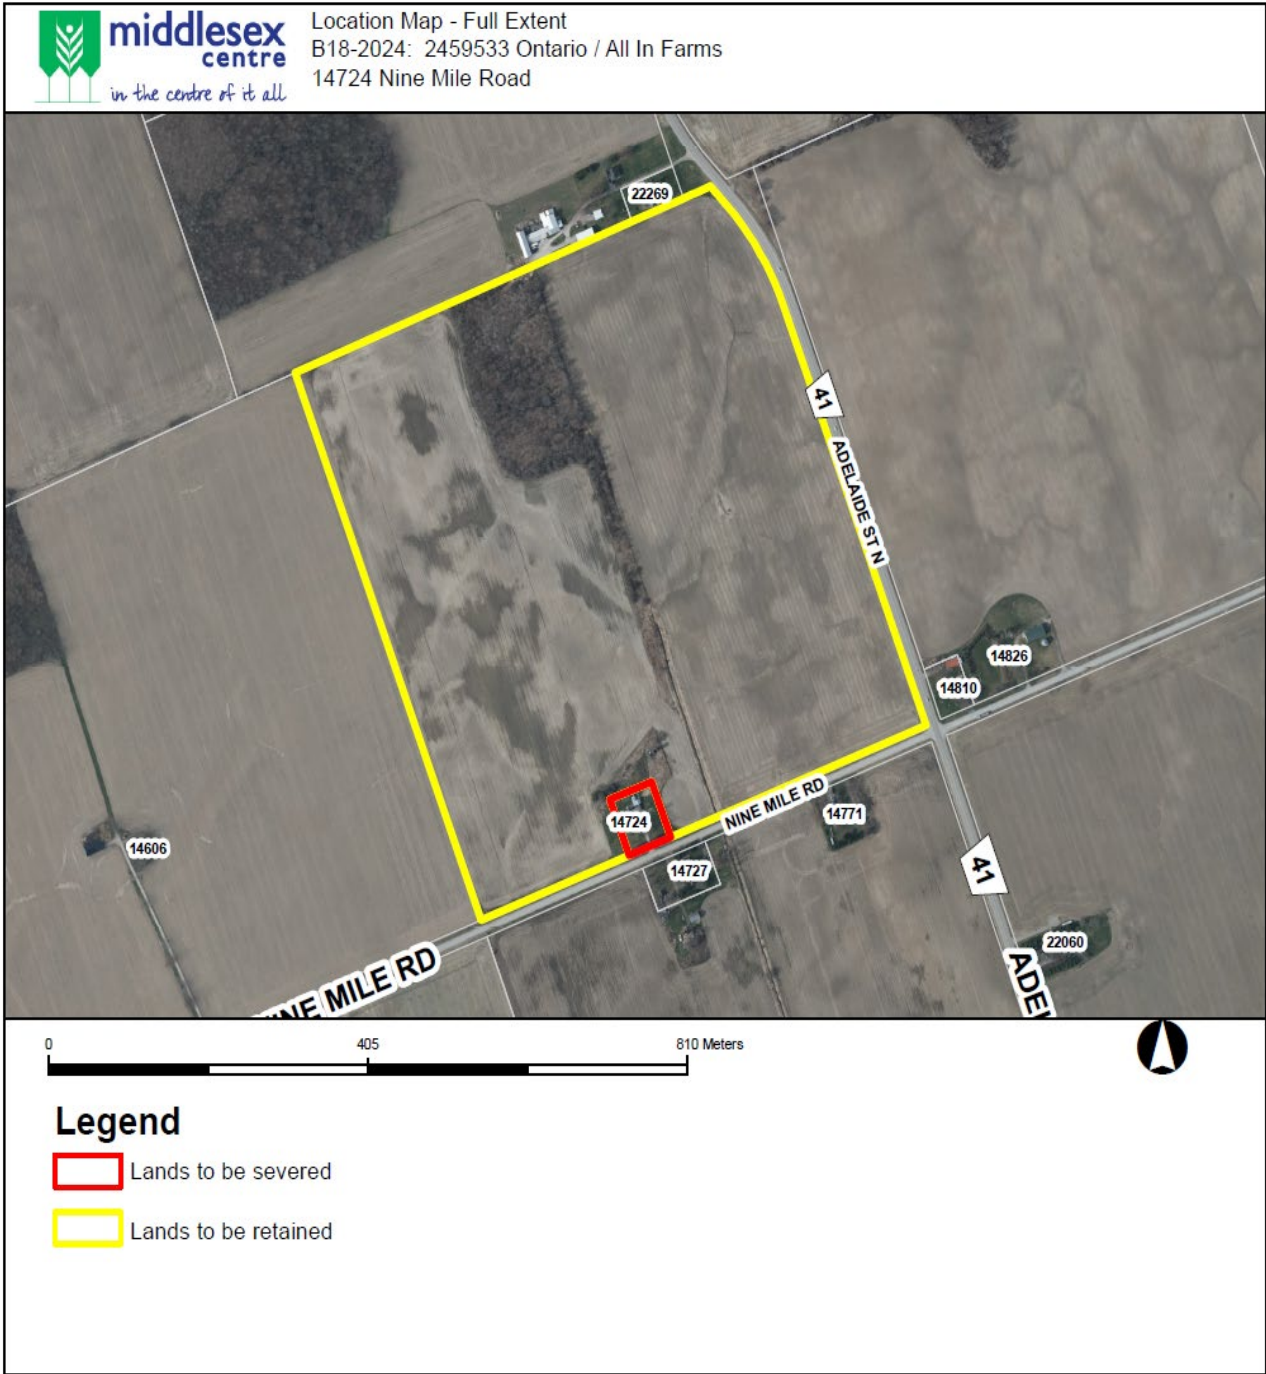 middlesex
centre
in the centre of it all
Location Map - Full Extent
B18-2024: 2459533 Ontario / All In Farms
14724 Nine Mile Road
22269
41
ADELAIDE ST N
14826
14810
NINE MILE RD
14724
14771
14606
14727
41
22060
NINE MILE RD
ADEL
0 405 810 Meters
Legend
Lands to be severed
Lands to be retained